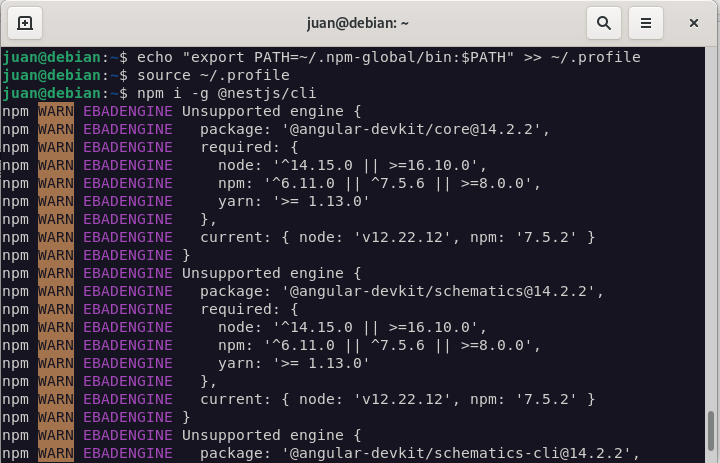 juan@debian: ~
juan@debian:~$ echo "export PATH=~/.npm-global/bin:$PATH" >> ~/.profile
juan@debian:~$ source ~/.profile
juan@debian:~$ npm i -g @nestjs/cli
npm WARN EBADENGINE Unsupported engine {
npm WARN EBADENGINE   package: '@angular-devkit/core@14.2.2',
npm WARN EBADENGINE   required: {
npm WARN EBADENGINE     node: '^14.15.0 || >=16.10.0',
npm WARN EBADENGINE     npm: '^6.11.0 || ^7.5.6 || >=8.0.0',
npm WARN EBADENGINE     yarn: '>= 1.13.0'
npm WARN EBADENGINE   },
npm WARN EBADENGINE   current: { node: 'v12.22.12', npm: '7.5.2' }
npm WARN EBADENGINE }
npm WARN EBADENGINE Unsupported engine {
npm WARN EBADENGINE   package: '@angular-devkit/schematics@14.2.2',
npm WARN EBADENGINE   required: {
npm WARN EBADENGINE     node: '^14.15.0 || >=16.10.0',
npm WARN EBADENGINE     npm: '^6.11.0 || ^7.5.6 || >=8.0.0',
npm WARN EBADENGINE     yarn: '>= 1.13.0'
npm WARN EBADENGINE   },
npm WARN EBADENGINE   current: { node: 'v12.22.12', npm: '7.5.2' }
npm WARN EBADENGINE }
npm WARN EBADENGINE Unsupported engine {
npm WARN EBADENGINE   package: '@angular-devkit/schematics-cli@14.2.2',